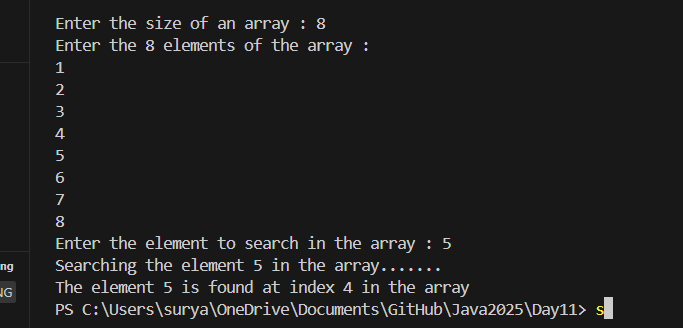 Enter the size of an array : 8
Enter the 8 elements of the array :
1
2
3
4
5
6
7
8
Enter the element to search in the array : 5
ng
Searching the element 5 in the array.......
NG
The element 5 is found at index 4 in the array
PS C:\Users\surya\OneDrive\Documents\GitHub\Java2025\Day11> s